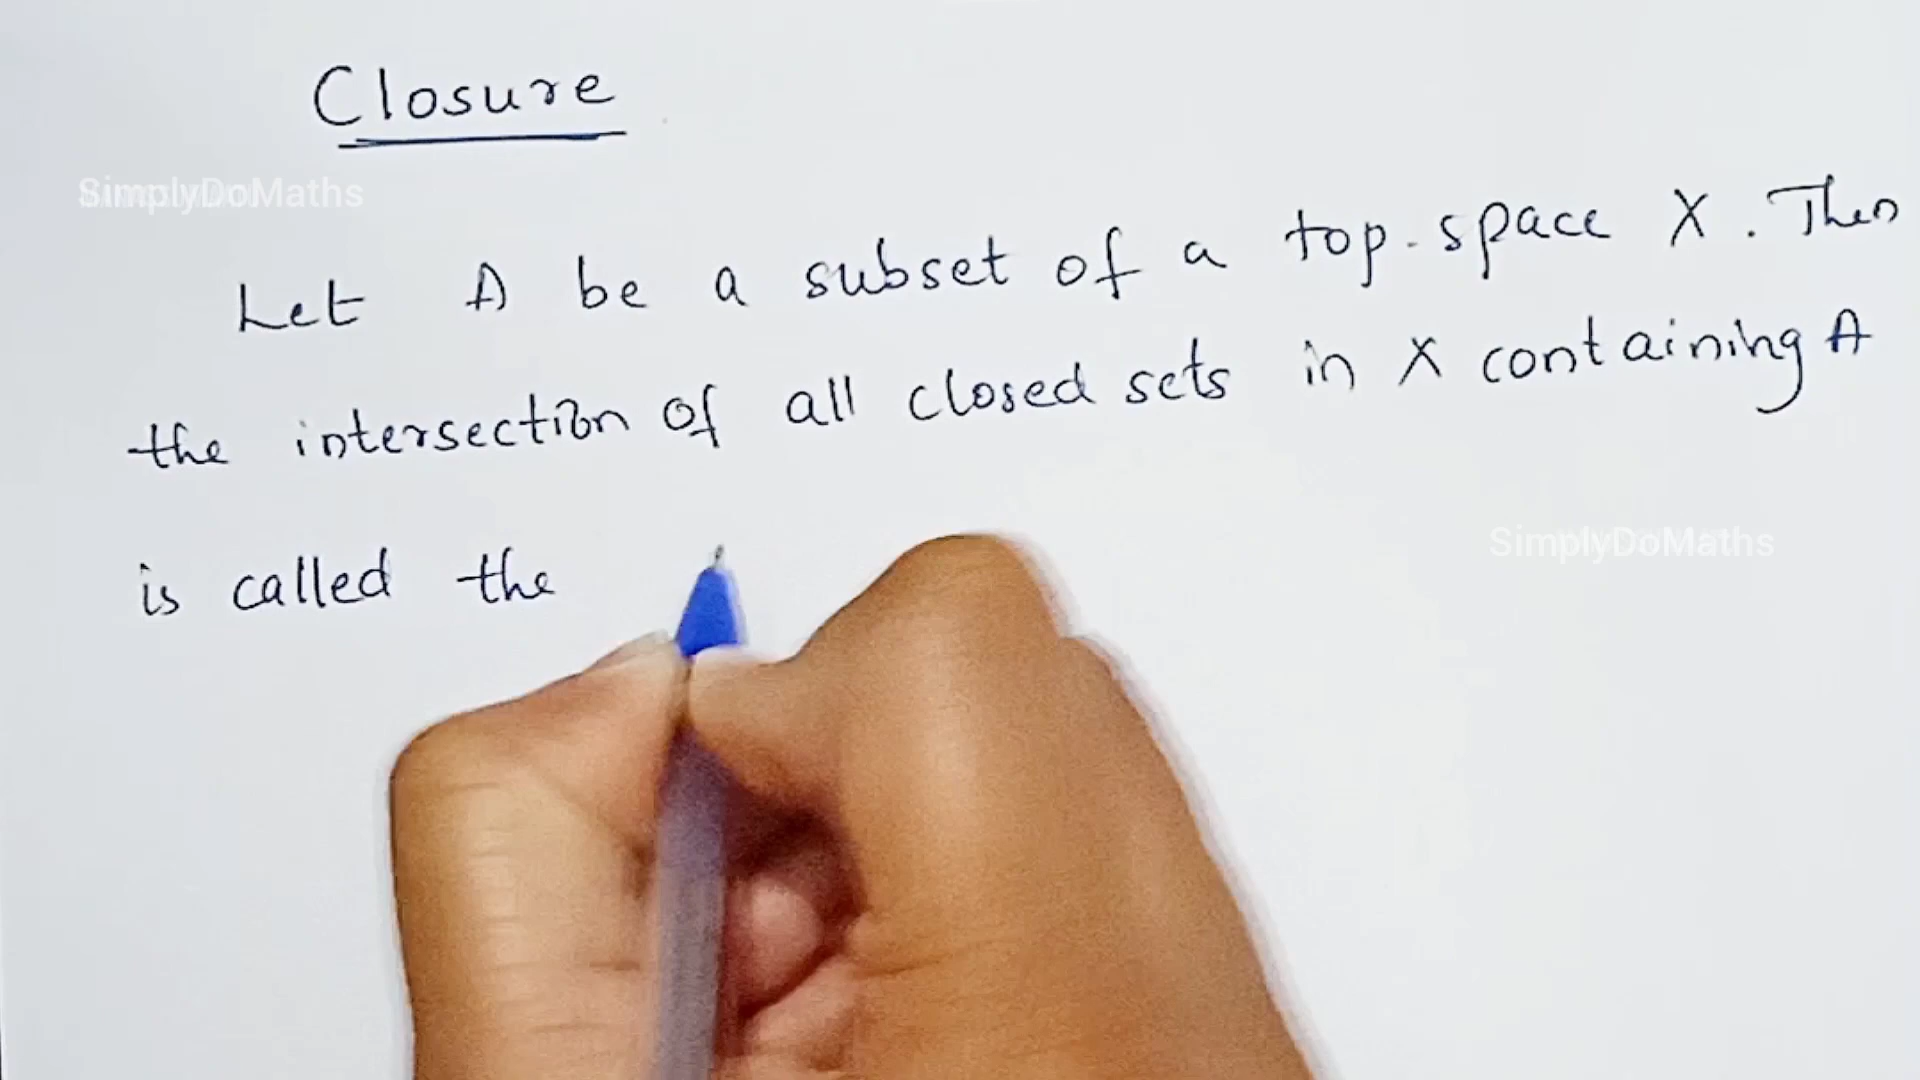 Closure
SimplyDoMaths
Let A be a subset of a top. space X. Then
the intersection of all closed sets in X containing A
SimplyDoMaths
is called the